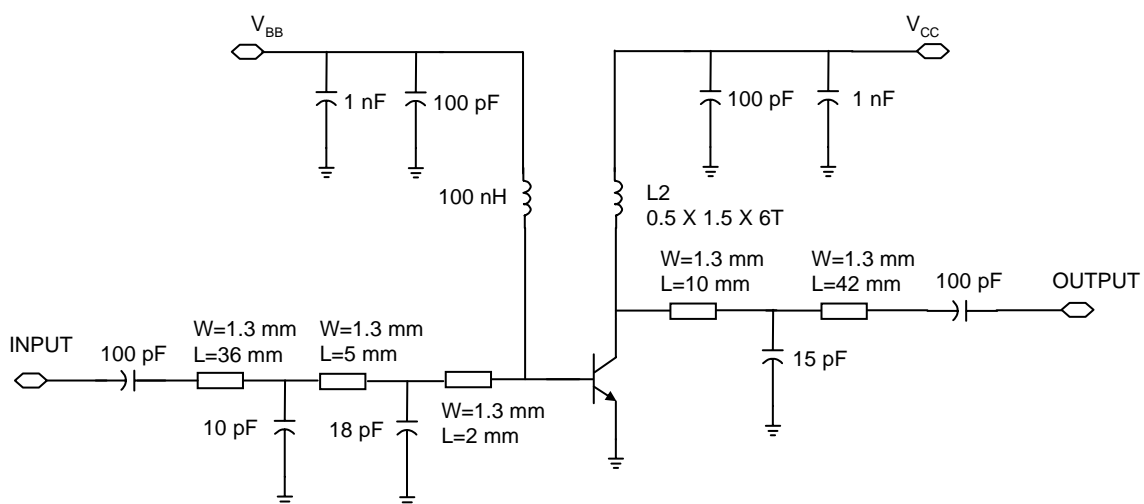 VBB
VCC
1 nF
100 pF
100 pF
1 nF
100 nH
L2
0.5 X 1.5 X 6T
W=1.3 mm
L=10 mm
W=1.3 mm
L=42 mm
100 pF
OUTPUT
INPUT
100 pF
W=1.3 mm
L=36 mm
W=1.3 mm
L=5 mm
15 pF
10 pF
18 pF
W=1.3 mm
L=2 mm